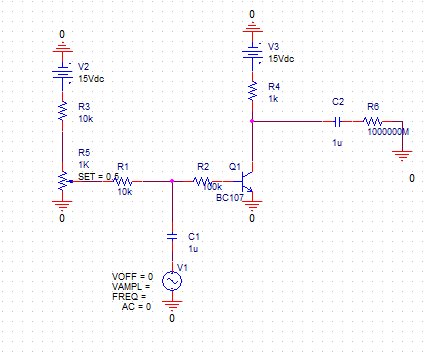 0
V3
15Vdc
0
V2
15Vdc
R3
10k
R4
1k
C2
1u
R6
1000000M
0
R5
1K
SET = 0.5
0
R1
10k
R2
100k
Q1
BC107
0
C1
1u
V1
VOFF = 0
VAMPL =
FREQ =
AC = 0
0